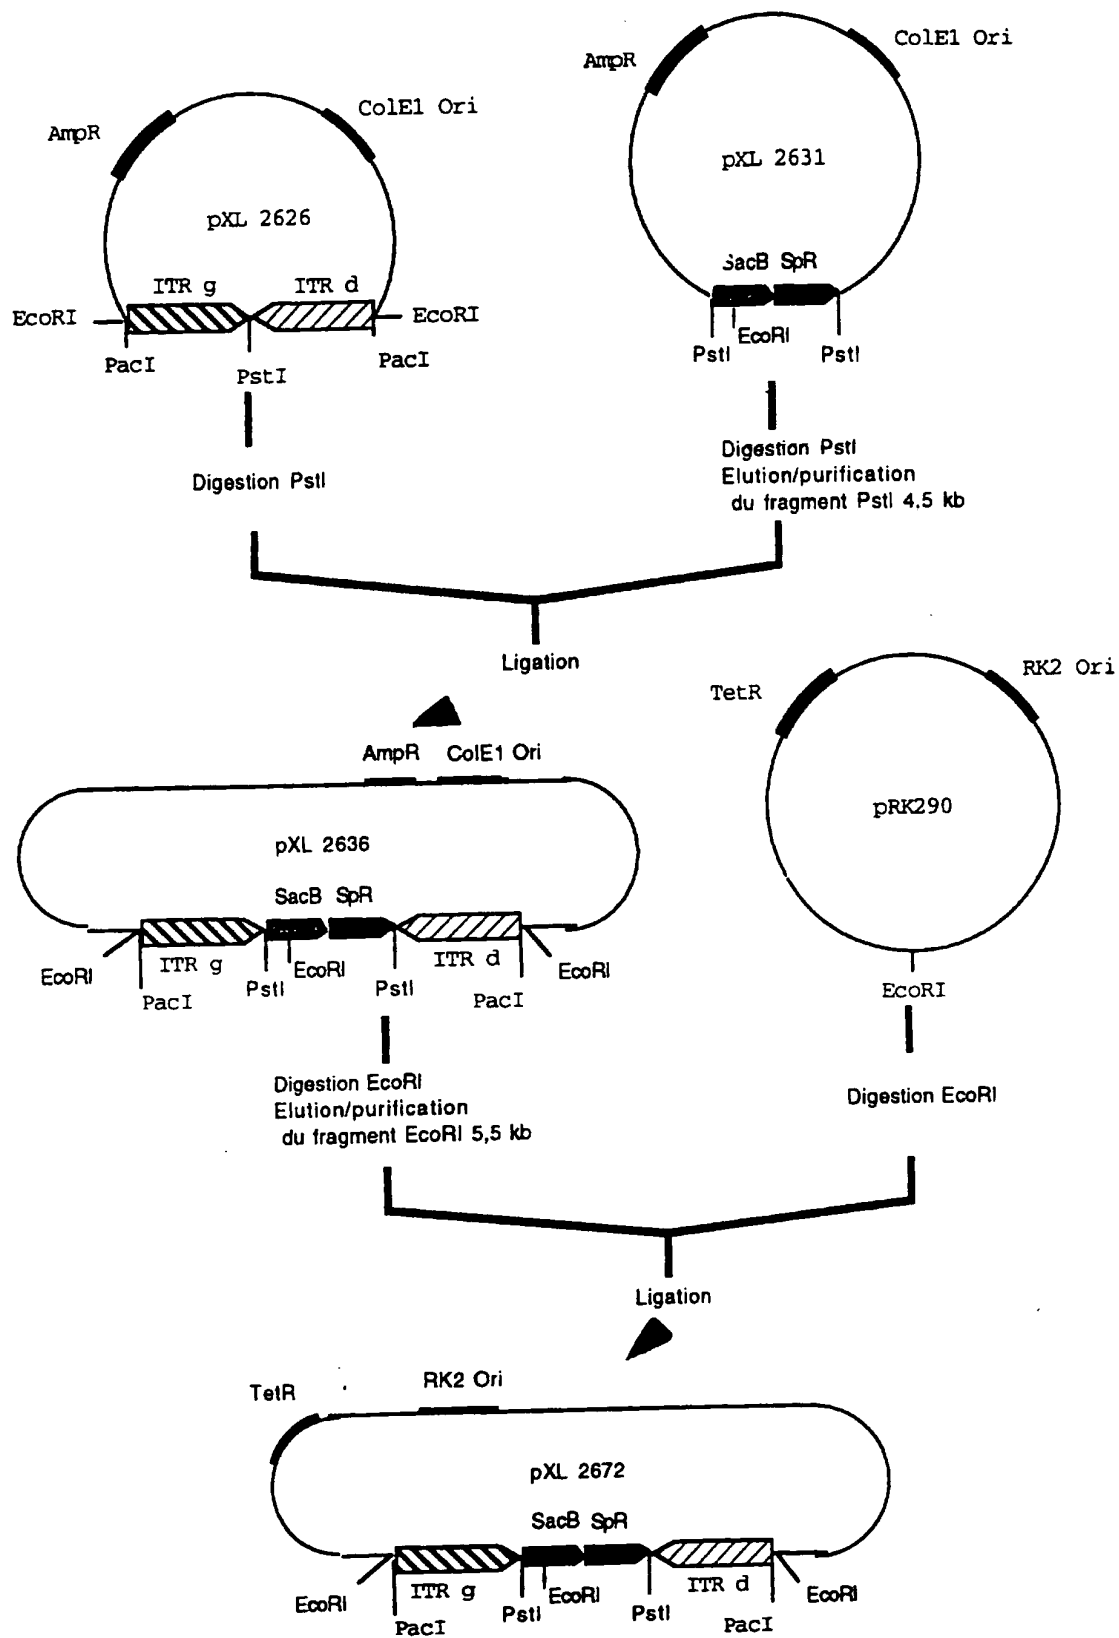 AmpR
ColE1 Ori
pXL 2626
ITR g
ITR d
EcoRI
EcoRI
PacI
PstI
PacI
Digestion PstI
AmpR
ColE1 Ori
pXL 2631
SacB SpR
PstI
EcoRI
PstI
Digestion PstI
Elution/purification
du fragment PstI 4.5 kb
Ligation
AmpR
ColE1 Ori
pXL 2636
SacB SpR
EcoRI
ITR g
EcoRI
ITR d
EcoRI
PacI
PstI
PstI
PacI
Digestion EcoRI
Elution/purification
du fragment EcoRI 5,5 kb
TetR
RK2 Ori
pRK290
EcoRI
Digestion EcoRI
Ligation
TetR
RK2 Ori
pXL 2672
SacB SpR
EcoRI
ITR g
EcoRI
ITR d
EcoRI
PacI
PstI
PstI
PacI